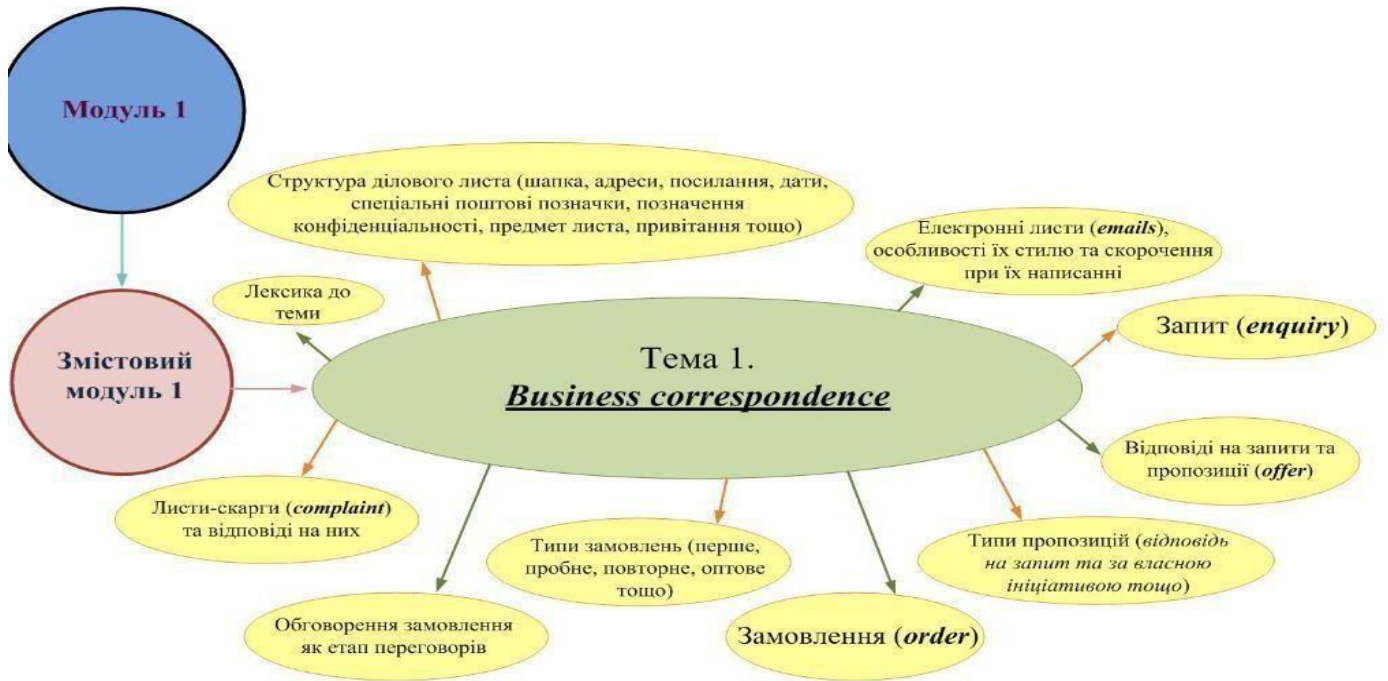 Модуль 1
Структура ділового листа (шапка, адреси, посилання, дати,
спеціальні поштові позначки, позначення
конфіденціальності, предмет листа, привітання тощо)
Електронні листи (emails),
особливості їх стилю та скорочення
при їх написанні
Лексика до
теми
Запит (enquiry)
Змістовий
модуль 1
Тема 1.
Business correspondence
Відповіді на запити та
пропозиції (offer)
Листи-скарги (complaint)
та відповіді на них
Типи замовлень (перше,
пробне, повторне, оптове
тощо)
Типи пропозицій (відповідь
на запит та за власною
ініціативою тощо)
Обговорення замовлення
як етап переговорів
Замовлення (order)